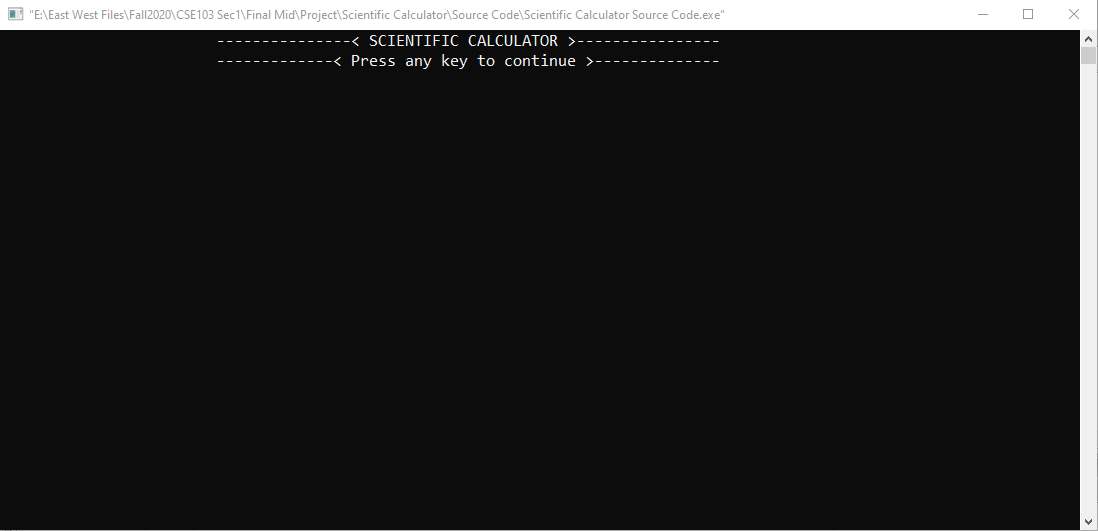 "E:\East West Files\Fall2020\CSE103 Sec1\Final Mid\Project\Scientific Calculator\Source Code\Scientific Calculator Source Code.exe"
---------------< SCIENTIFIC CALCULATOR >----------------
-------------< Press any key to continue >--------------